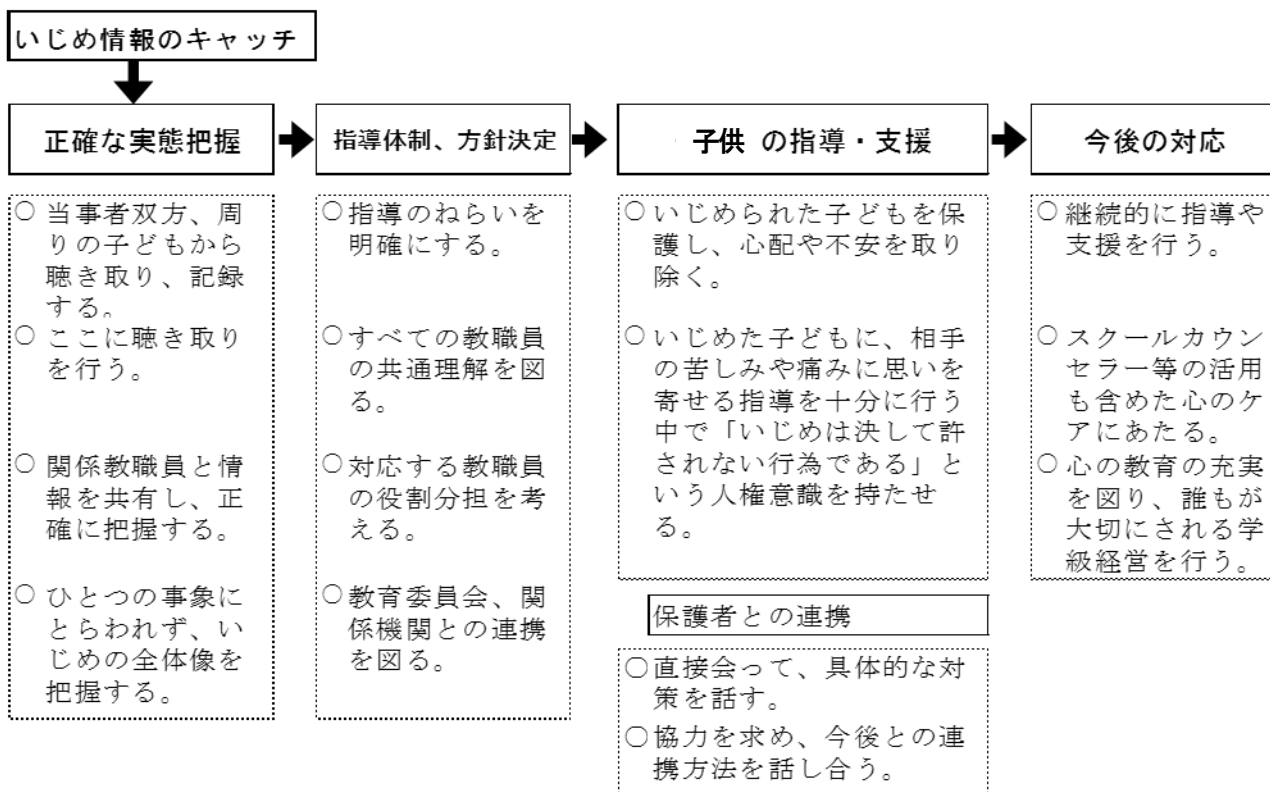 いじめ情報のキャッチ
正確な実態把握
指導体制、方針決定
子供 の指導・支援
今後の対応
○ 当事者双方、周
りの子どもから
聴き取り、記録
する。
○ ここに聴き取り
を行う。
○ 関係教職員と情
報を共有し、正
確に把握する。
○ ひとつの事象に
とらわれず、い
じめの全体像を
把握する。
○指導のねらいを
明確にする。
○すべての教職員
の共通理解を図
る。
○対応する教職員
の役割分担を考
える。
○教育委員会、関
係機関との連携
を図る。
○いじめられた子どもを保
護し、心配や不安を取り
除く。
○いじめた子どもに、相手
の苦しみや痛みに思いを
寄せる指導を十分に行う
中で「いじめは決して許
されない行為である」と
いう人権意識を持たせ
る。
保護者との連携
○直接会って、具体的な対
策を話す。
○協力を求め、今後との連
携方法を話し合う。
○継続的に指導や
支援を行う。
○スクールカウン
セラー等の活用
も含めた心のケ
アにあたる。
○心の教育の充実
を図り、誰もが
大切にされる学
級経営を行う。